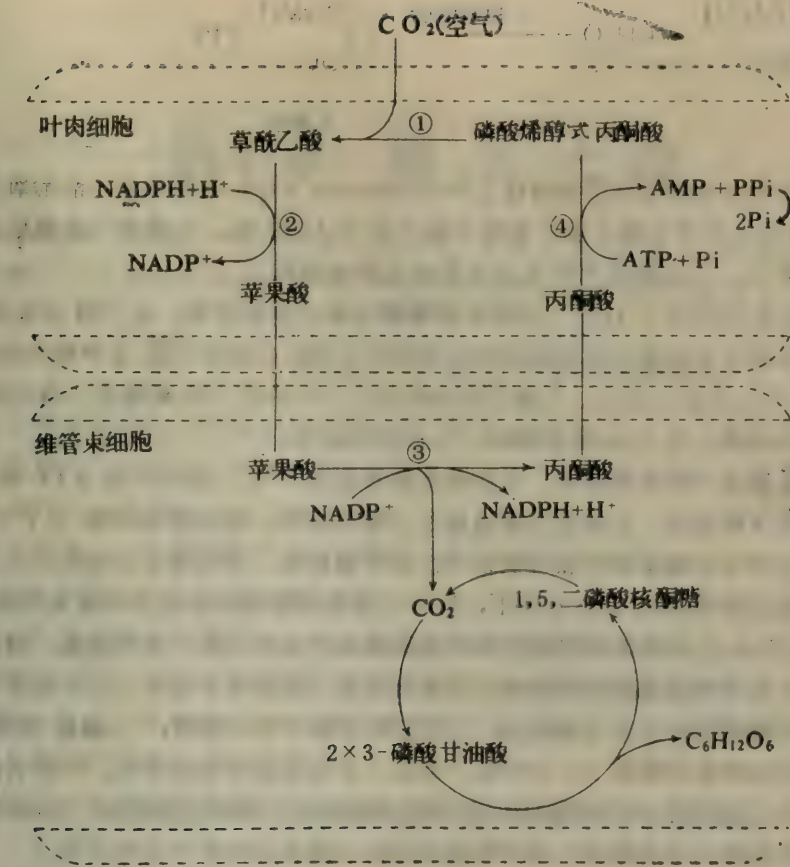 CO₂(空气)
叶肉细胞
草酰乙酸 ① 磷酸烯醇式丙酮酸
NADPH+H⁺ ② ④ AMP + PPi
2Pi
NADP⁺ ATP + Pi
苹果酸 丙酮酸
维管束细胞
苹果酸 ③ 丙酮酸
NADP⁺ NADPH+H⁺
CO₂ 1,5,二磷酸核酮糖
2×3-磷酸甘油酸 C₆H₁₂O₆